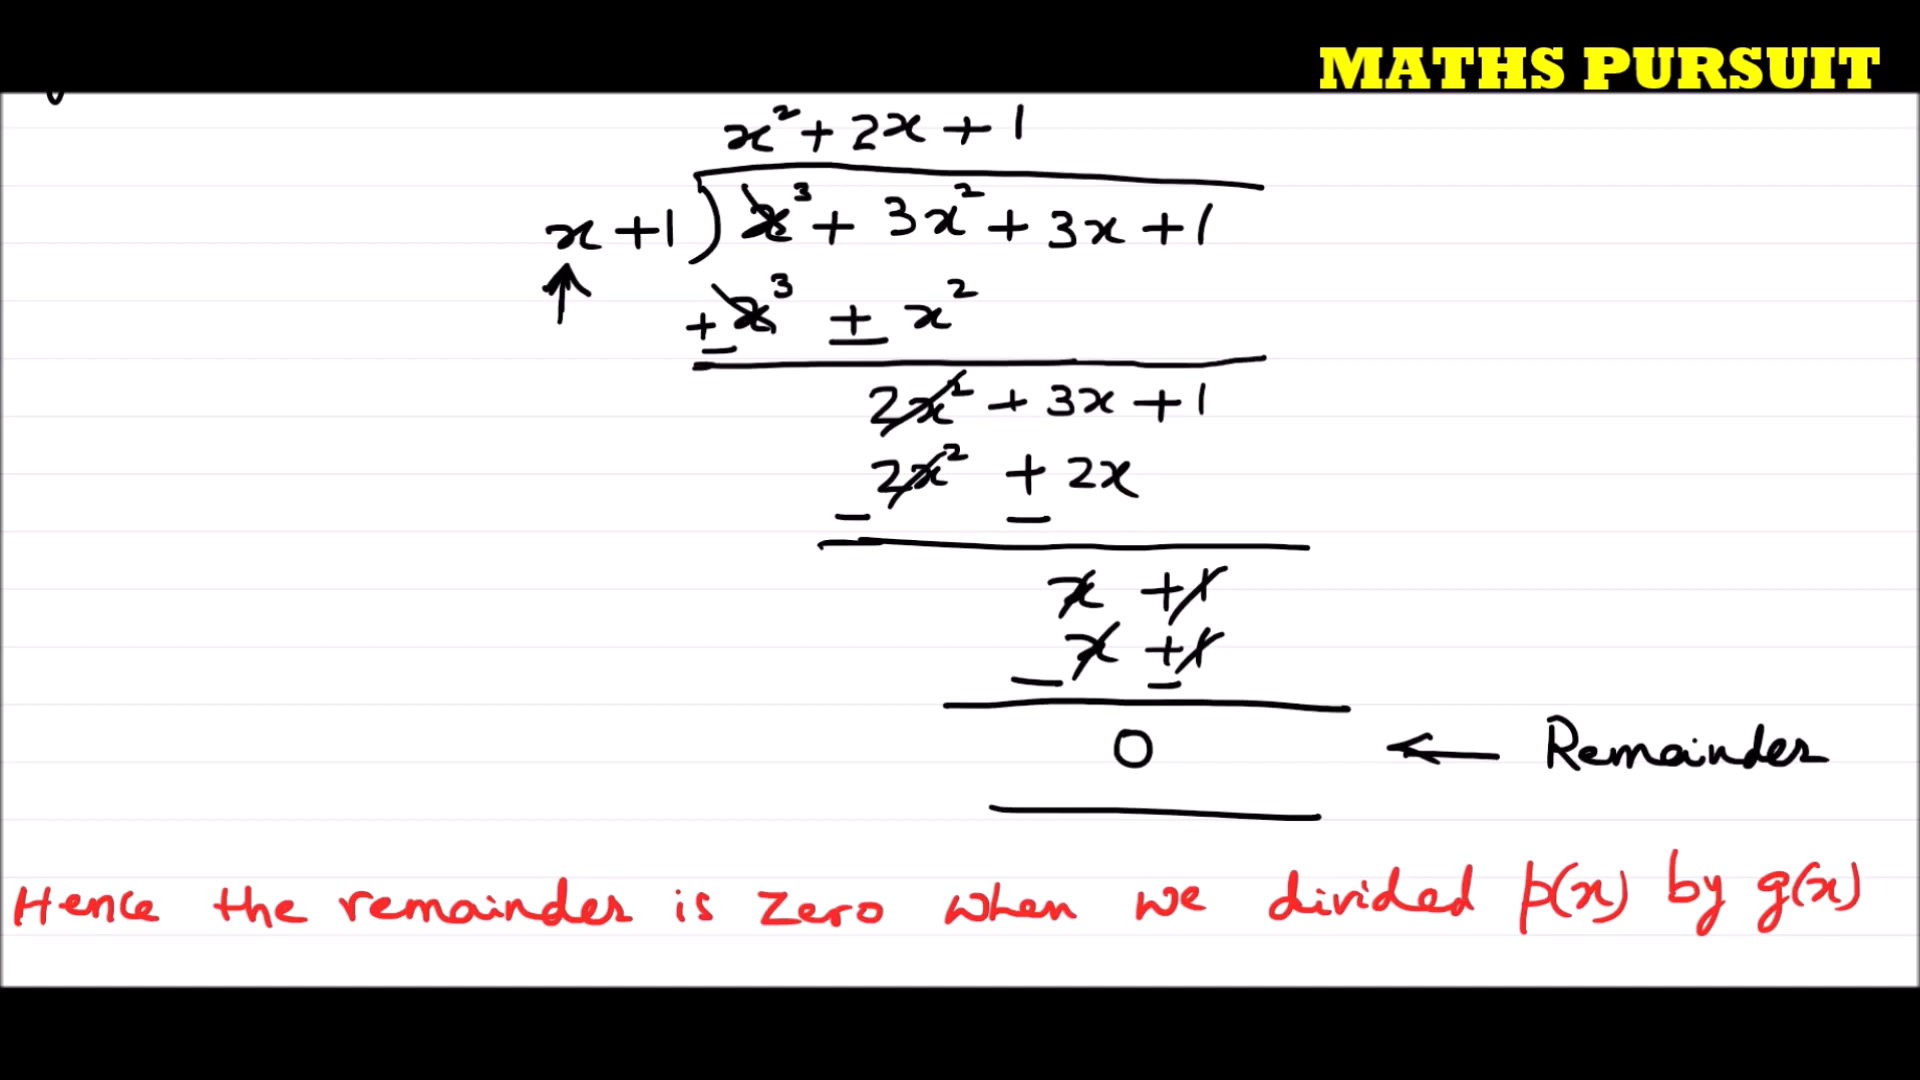 MATHS PURSUIT
x² + 2x + 1
x + 1 ) x³ + 3x² + 3x + 1
+ x³ + x²
_ _
2x² + 3x + 1
2x² + 2x
_ _
x + 1
x + 1
_ _
0 ← Remainder
Hence the remainder is zero when we divided p(x) by g(x)